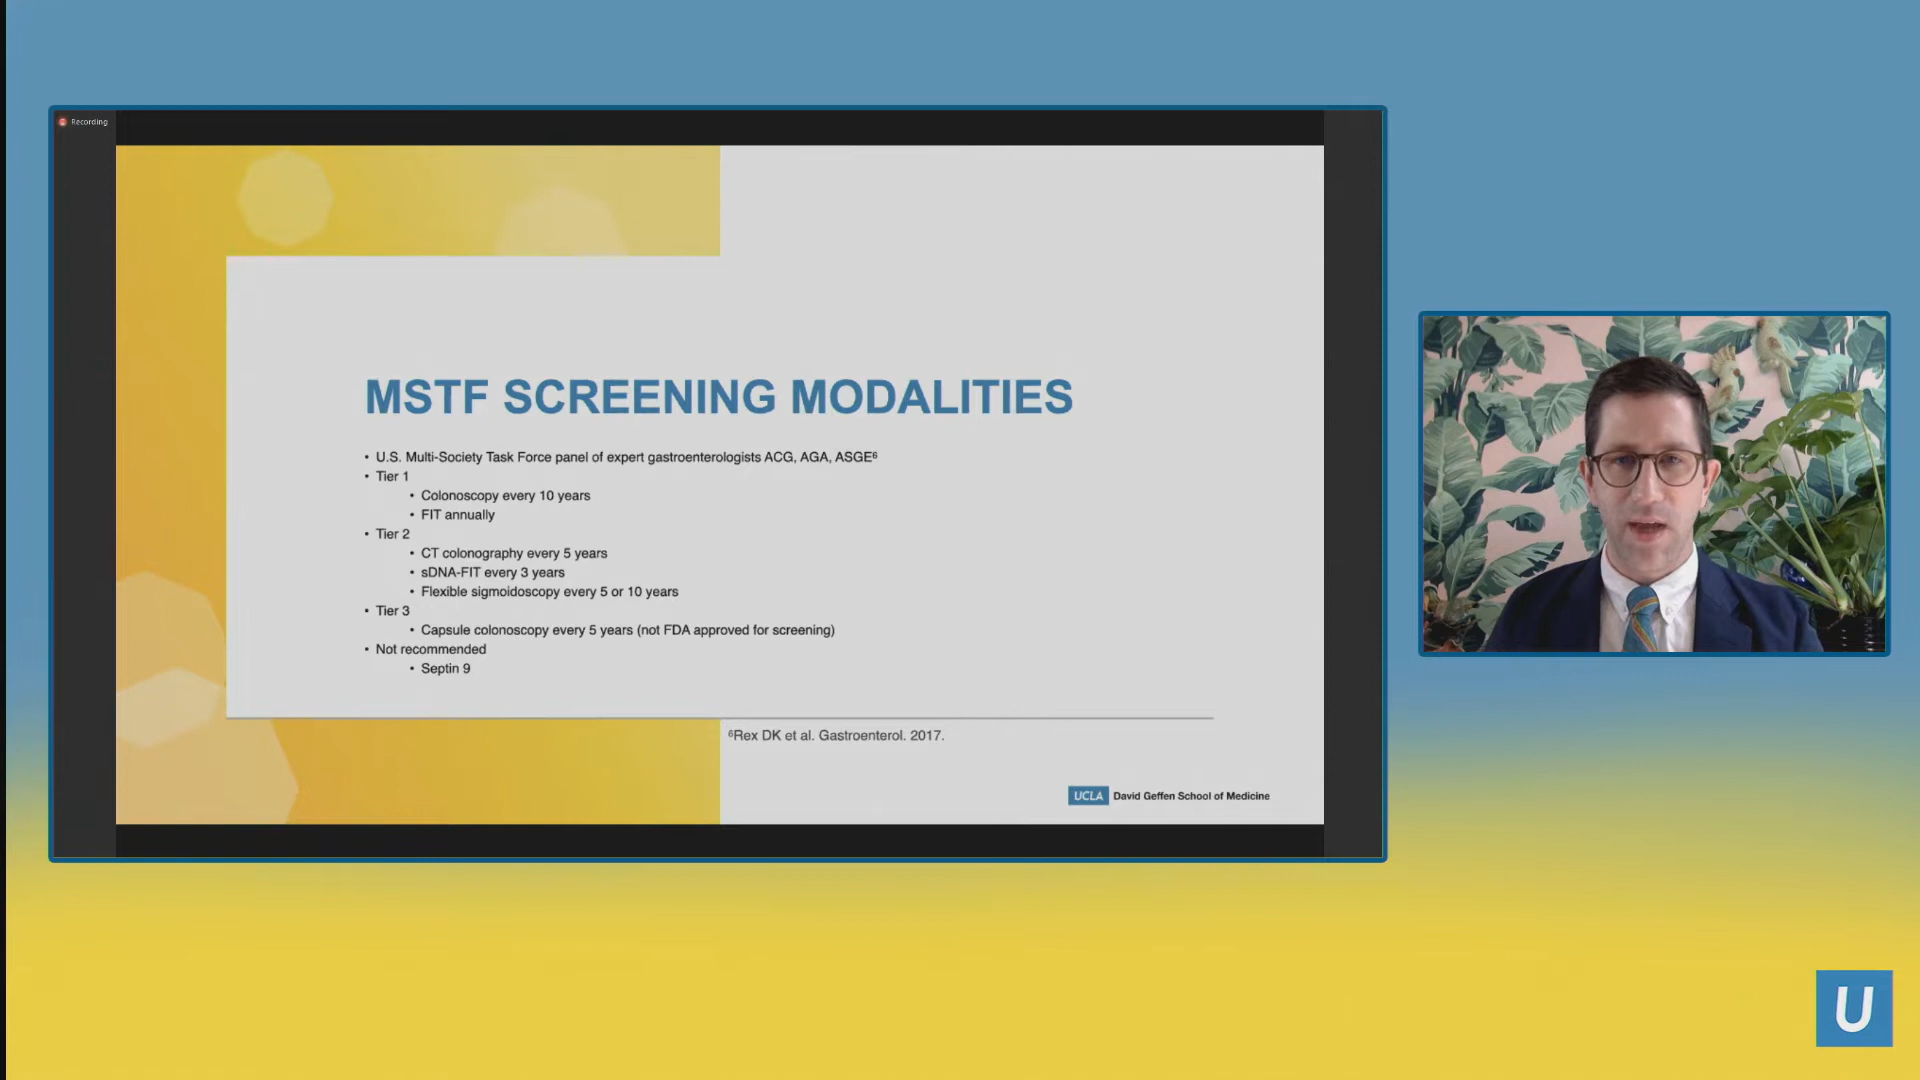 Recording
MSTF SCREENING MODALITIES
• U.S. Multi-Society Task Force panel of expert gastroenterologists ACG, AGA, ASGE⁶
• Tier 1
• Colonoscopy every 10 years
• FIT annually
• Tier 2
• CT colonography every 5 years
• sDNA-FIT every 3 years
• Flexible sigmoidoscopy every 5 or 10 years
• Tier 3
• Capsule colonoscopy every 5 years (not FDA approved for screening)
• Not recommended
• Septin 9
⁶Rex DK et al. Gastroenterol. 2017.
UCLA David Geffen School of Medicine
U